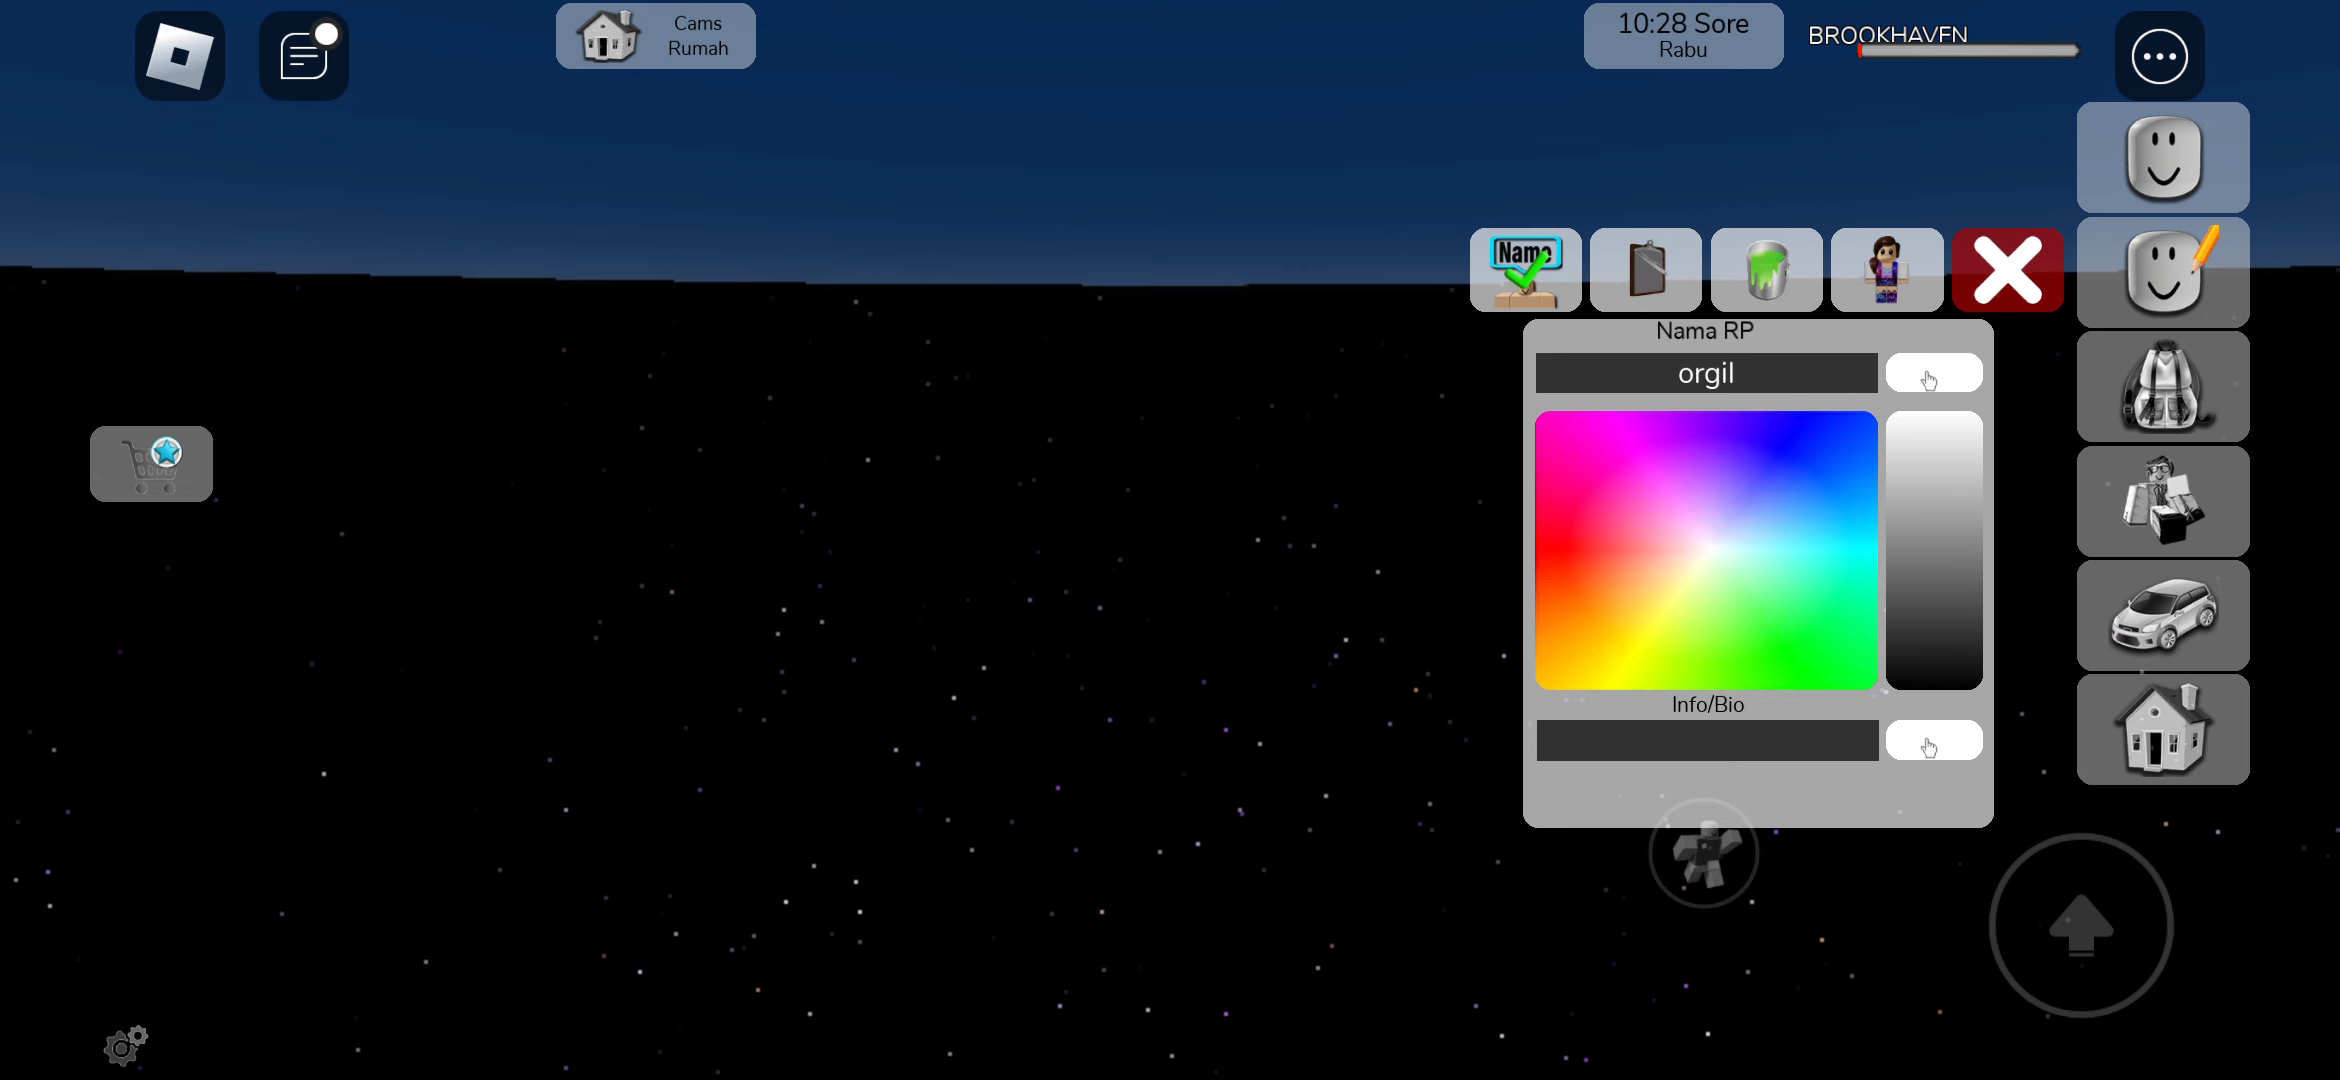 Cams
Rumah
10:28 Sore
Rabu
BROOKHAVEN
Name
Nama RP
orgil
Info/Bio